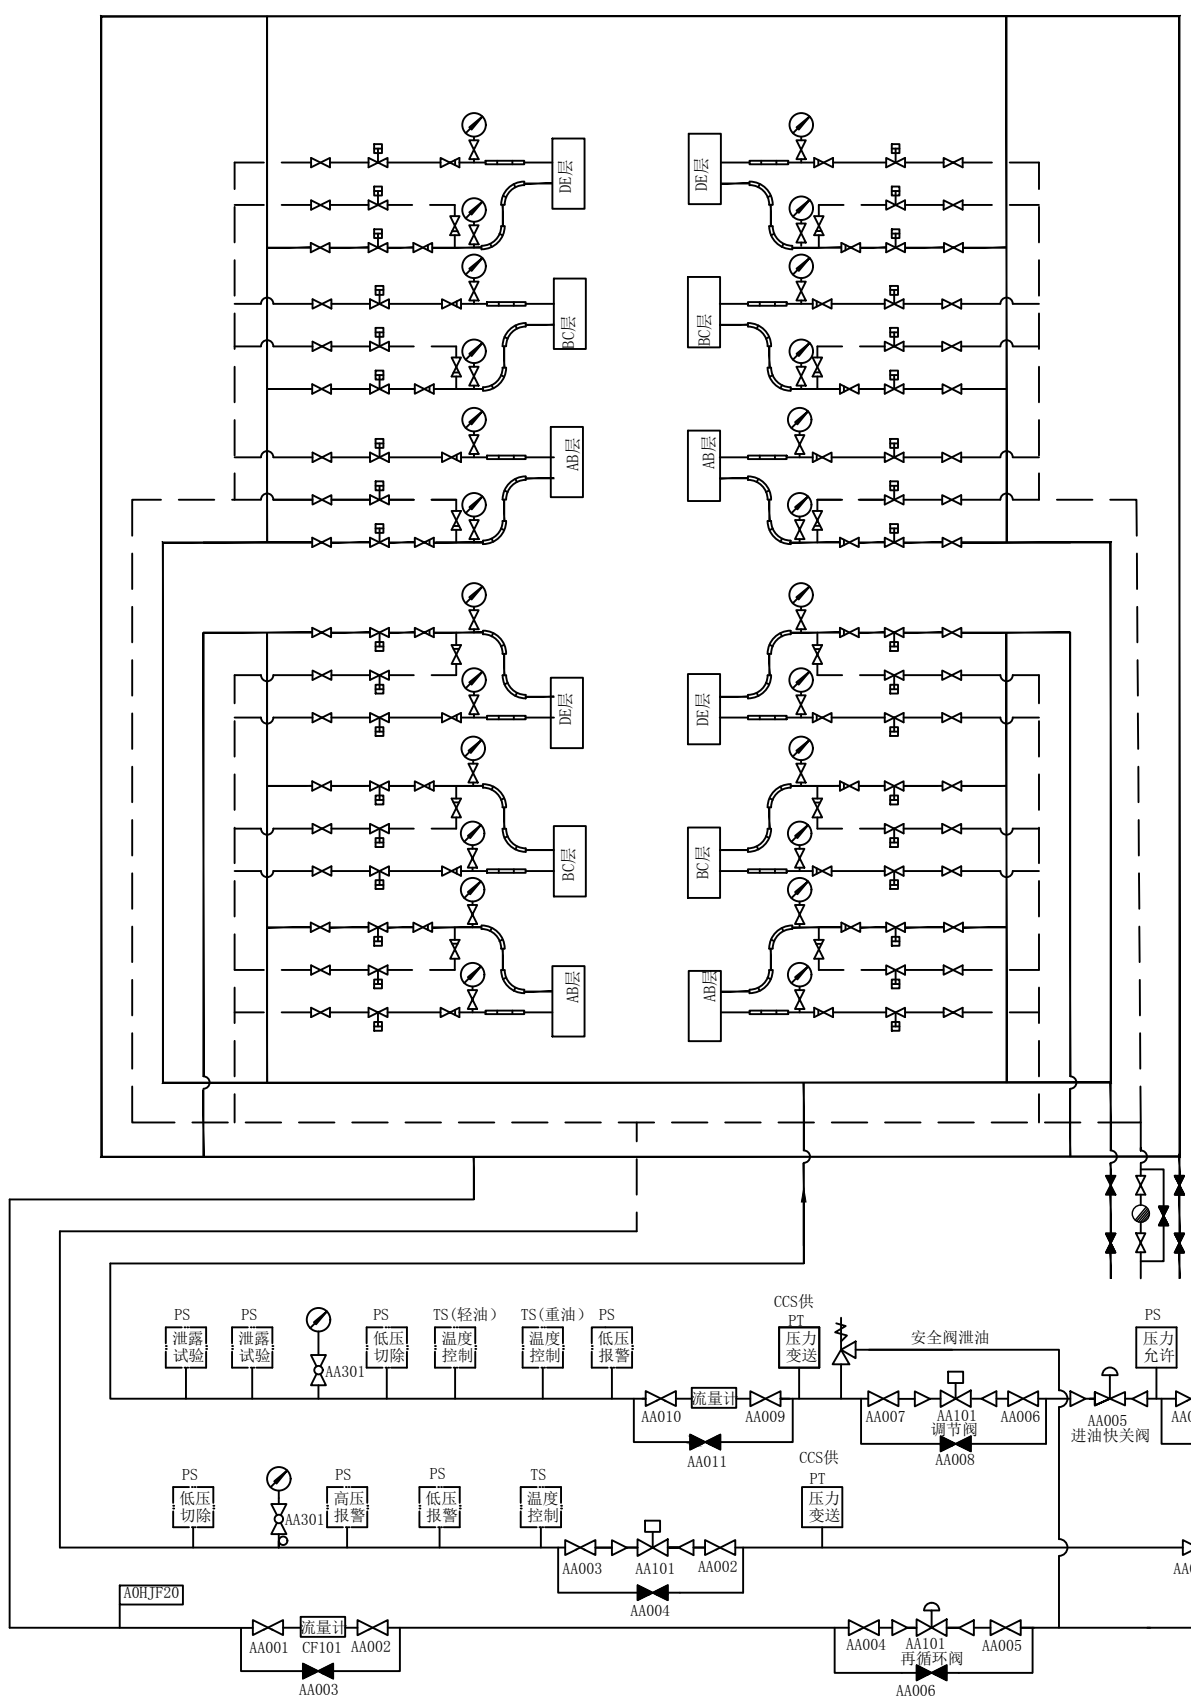 DE层
DE层
BC层
BC层
AB层
AB层
DE层
DE层
BC层
BC层
AB层
AB层
CCS供
PS
PS
PS
TS(轻油)
TS(重油)
PS
PT
PS
泄露
试验
泄露
试验
低压
切除
温度
控制
温度
控制
低压
报警
压力
变送
安全阀泄油
压力
允许
AA301
流量计
AA010
AA009
AA007
AA101
调节阀
AA006
AA005
进油快关阀
AA011
AA008
CCS供
PS
PS
PS
TS
PT
低压
切除
AA301
高压
报警
低压
报警
温度
控制
压力
变送
AA003
AA101
AA002
AA004
AOHJF20
流量计
AA001
CF101
AA002
AA003
AA004
AA101
再循环阀
AA005
AA006